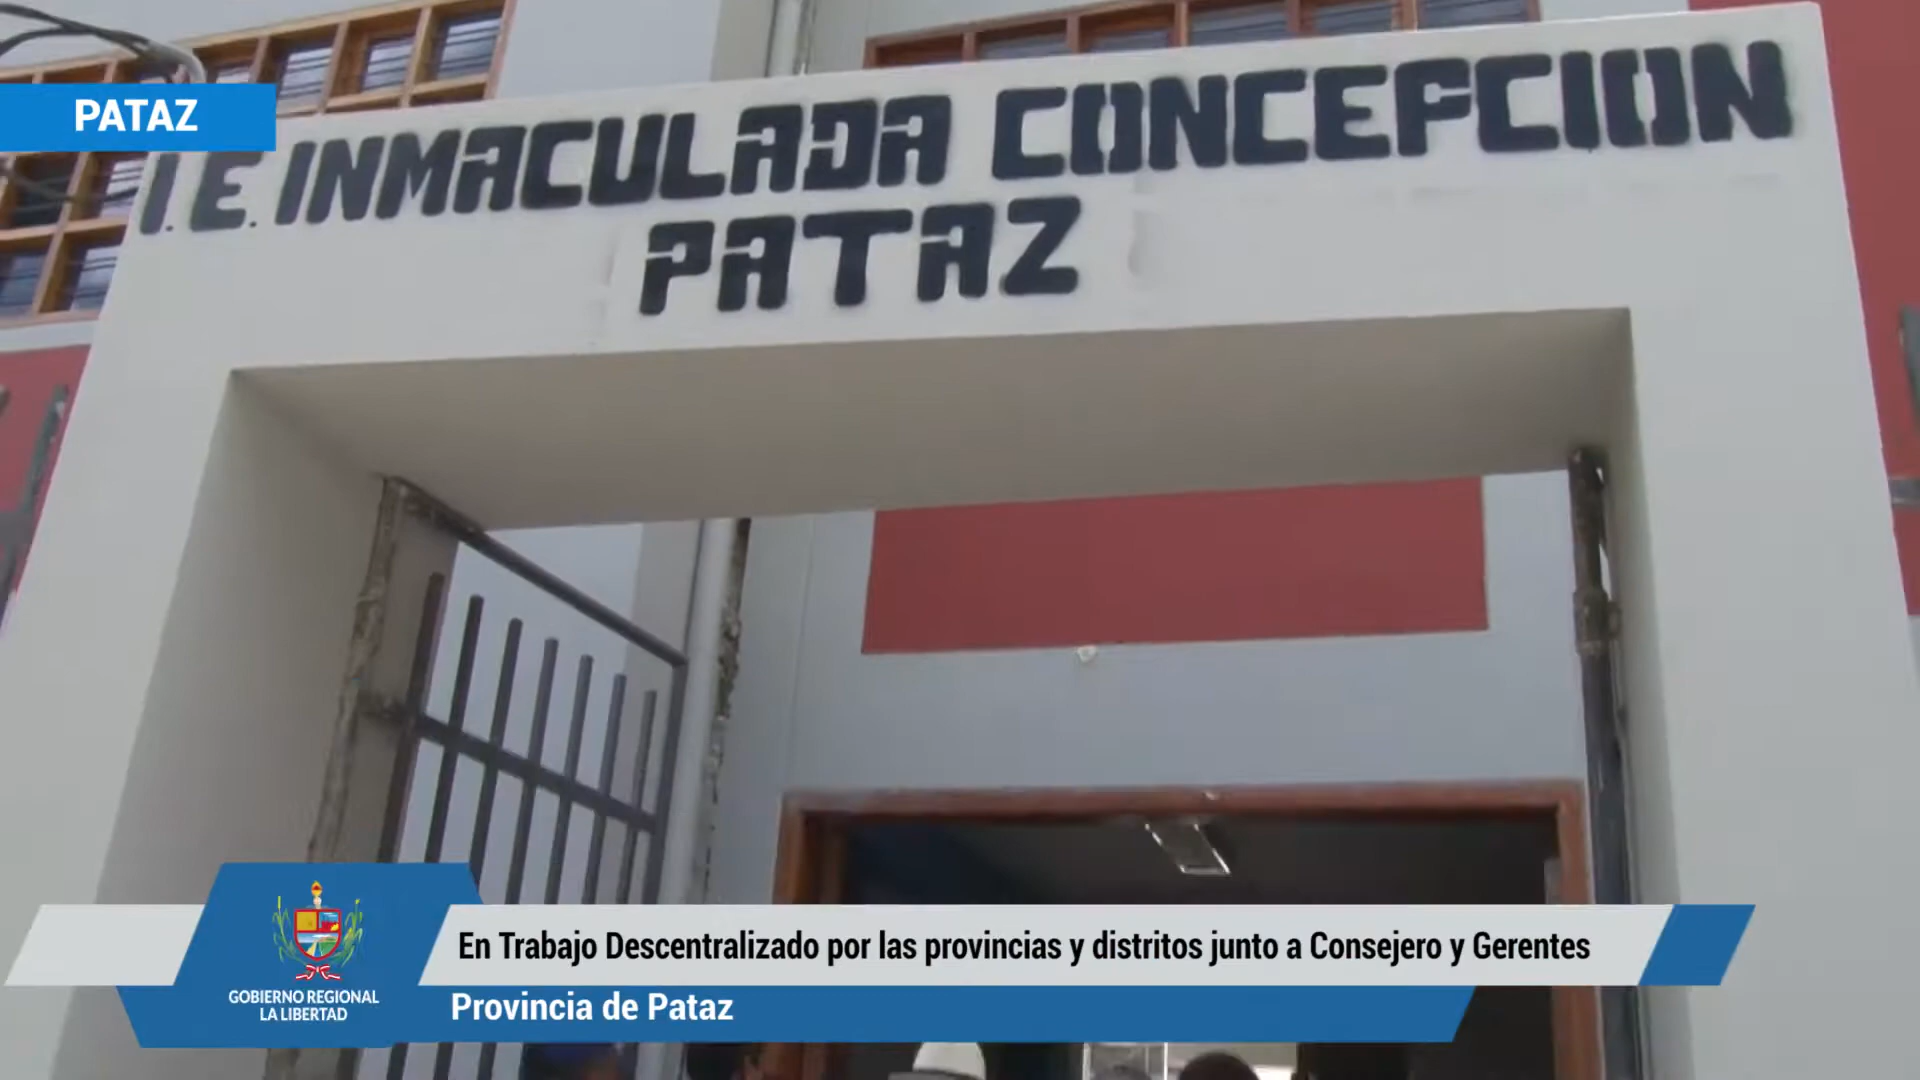 PATAZ
I.E. INMACULADA CONCEPCION
PATAZ
En Trabajo Descentralizado por las provincias y distritos junto a Consejero y Gerentes
Provincia de Pataz
GOBIERNO REGIONAL
LA LIBERTAD